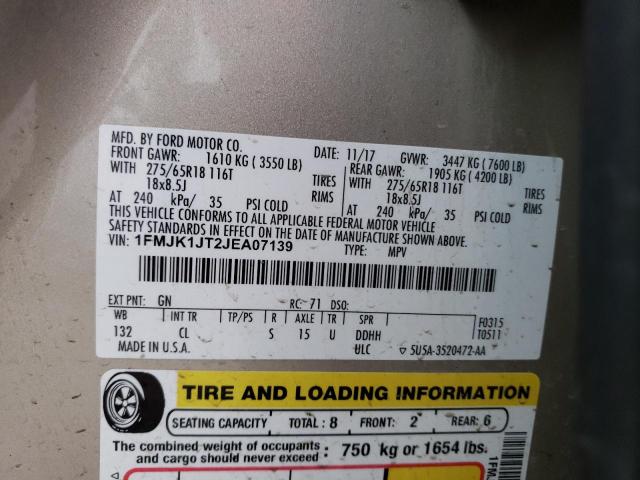 MFD. BY FORD MOTOR CO. DATE: 11/17 GVWR: 3447 KG (7600 LB)
FRONT GAWR: 1610 KG (3550 LB) REAR GAWR: 1905 KG (4200 LB)
WITH 275/65R18 116T TIRES WITH 275/65R18 116T TIRES
18x8.5J RIMS 18x8.5J RIMS
AT 240 kPa/ 35 PSI COLD AT 240 kPa/ 35 PSI COLD
THIS VEHICLE CONFORMS TO ALL APPLICABLE FEDERAL MOTOR VEHICLE
SAFETY STANDARDS IN EFFECT ON THE DATE OF MANUFACTURE SHOWN ABOVE.
VIN: 1FMJK1JT2JEA07139 TYPE: MPV
EXT PNT: GN RC: 71 DSO: F0315
WB INT TR TP/PS R AXLE TR SPR T0511
132 CL S 15 U DDHH
MADE IN U.S.A. ULC ▽ 5U5A-3520472-AA
TIRE AND LOADING INFORMATION
SEATING CAPACITY TOTAL: 8 FRONT: 2 REAR: 6
The combined weight of occupants
and cargo should never exceed : 750 kg or 1654 lbs.